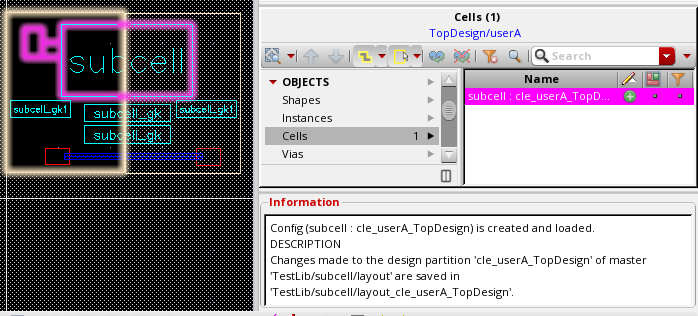 subcell
subcell_gk1
subcell_gk
subcell_gk1
subcell_gk
Cells (1)
TopDesign/userA
Search
OBJECTS
Shapes
Instances
Cells 1
Vias
Name
subcell : cle_userA_TopD...
Information
Config (subcell : cle_userA_TopDesign) is created and loaded.
DESCRIPTION
Changes made to the design partition 'cle_userA_TopDesign' of master
'TestLib/subcell/layout' are saved in
'TestLib/subcell/layout_cle_userA_TopDesign'.